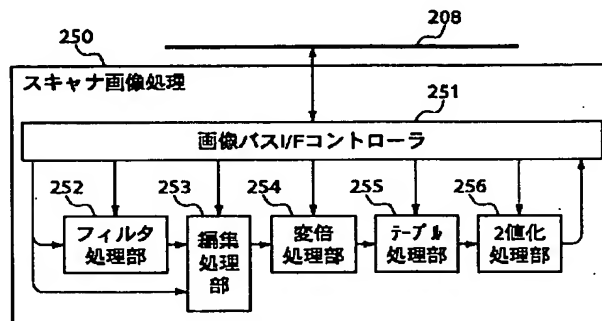 208
250
スキャナ画像処理
251
画像バスI/Fコントローラ
252
253
254
255
256
フィルタ
処理部
編集
処理
部
変倍
処理部
テーブル
処理部
2値化
処理部